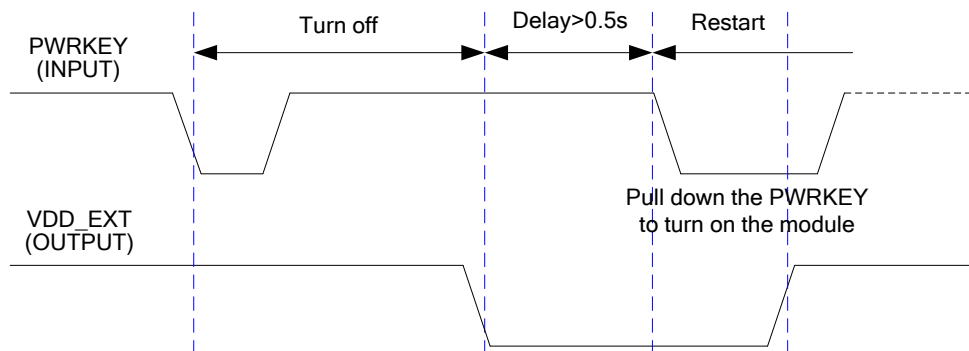 Turn off
Delay>0.5s
Restart
PWRKEY
(INPUT)
Pull down the PWRKEY
to turn on the module
VDD_EXT
(OUTPUT)